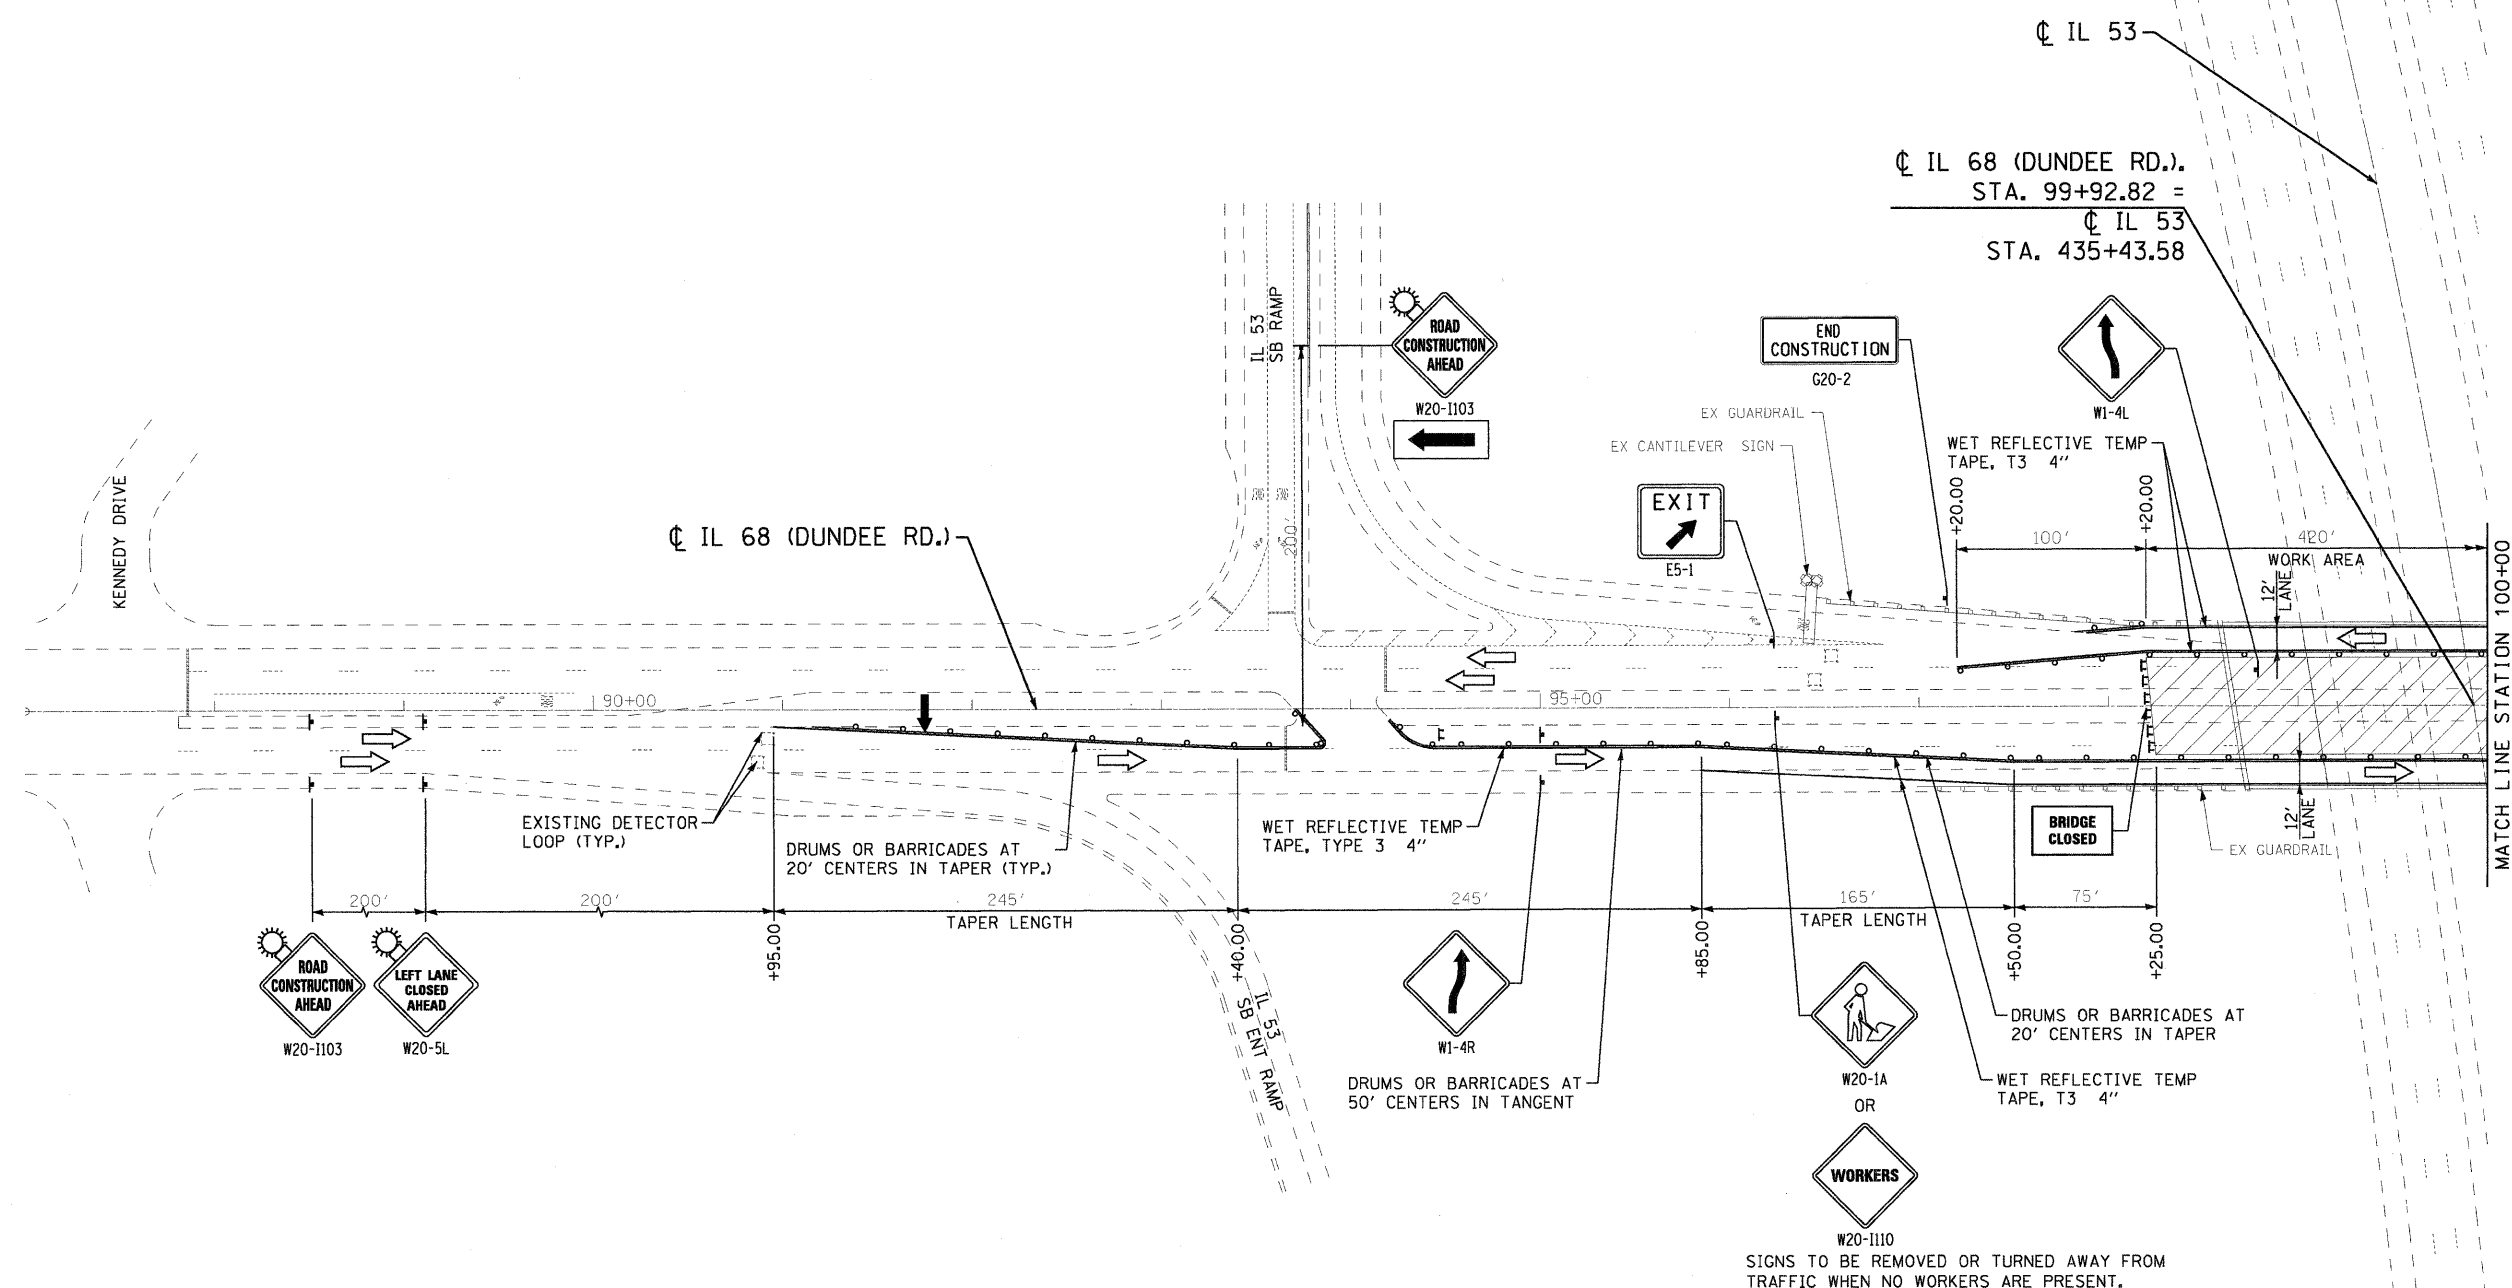 ℄ IL 53
℄ IL 68 (DUNDEE RD.).
STA. 99+92.82 =
℄ IL 53
STA. 435+43.58
IL 53
SB RAMP
ROAD
CONSTRUCTION
AHEAD
W20-I103
END
CONSTRUCTION
G20-2
W1-4L
EX GUARDRAIL
EX CANTILEVER SIGN
WET REFLECTIVE TEMP
TAPE, T3 4"
EXIT
E5-1
+20.00
+20.00
100'
420'
WORK AREA
12'
LANE
KENNEDY DRIVE
℄ IL 68 (DUNDEE RD.)
200'
90+00
95+00
MATCH LINE STATION 100+00
EXISTING DETECTOR
LOOP (TYP.)
DRUMS OR BARRICADES AT
20' CENTERS IN TAPER (TYP.)
WET REFLECTIVE TEMP
TAPE, TYPE 3 4"
BRIDGE
CLOSED
12'
LANE
EX GUARDRAIL
200'
200'
245'
TAPER LENGTH
245'
165'
TAPER LENGTH
75'
+95.00
+40.00
+85.00
+50.00
+25.00
ROAD
CONSTRUCTION
AHEAD
W20-I103
LEFT LANE
CLOSED
AHEAD
W20-5L
IL 53
SB ENT RAMP
W1-4R
DRUMS OR BARRICADES AT
50' CENTERS IN TANGENT
W20-1A
OR
WORKERS
W20-I110
SIGNS TO BE REMOVED OR TURNED AWAY FROM
TRAFFIC WHEN NO WORKERS ARE PRESENT.
DRUMS OR BARRICADES AT
20' CENTERS IN TAPER
WET REFLECTIVE TEMP
TAPE, T3 4"